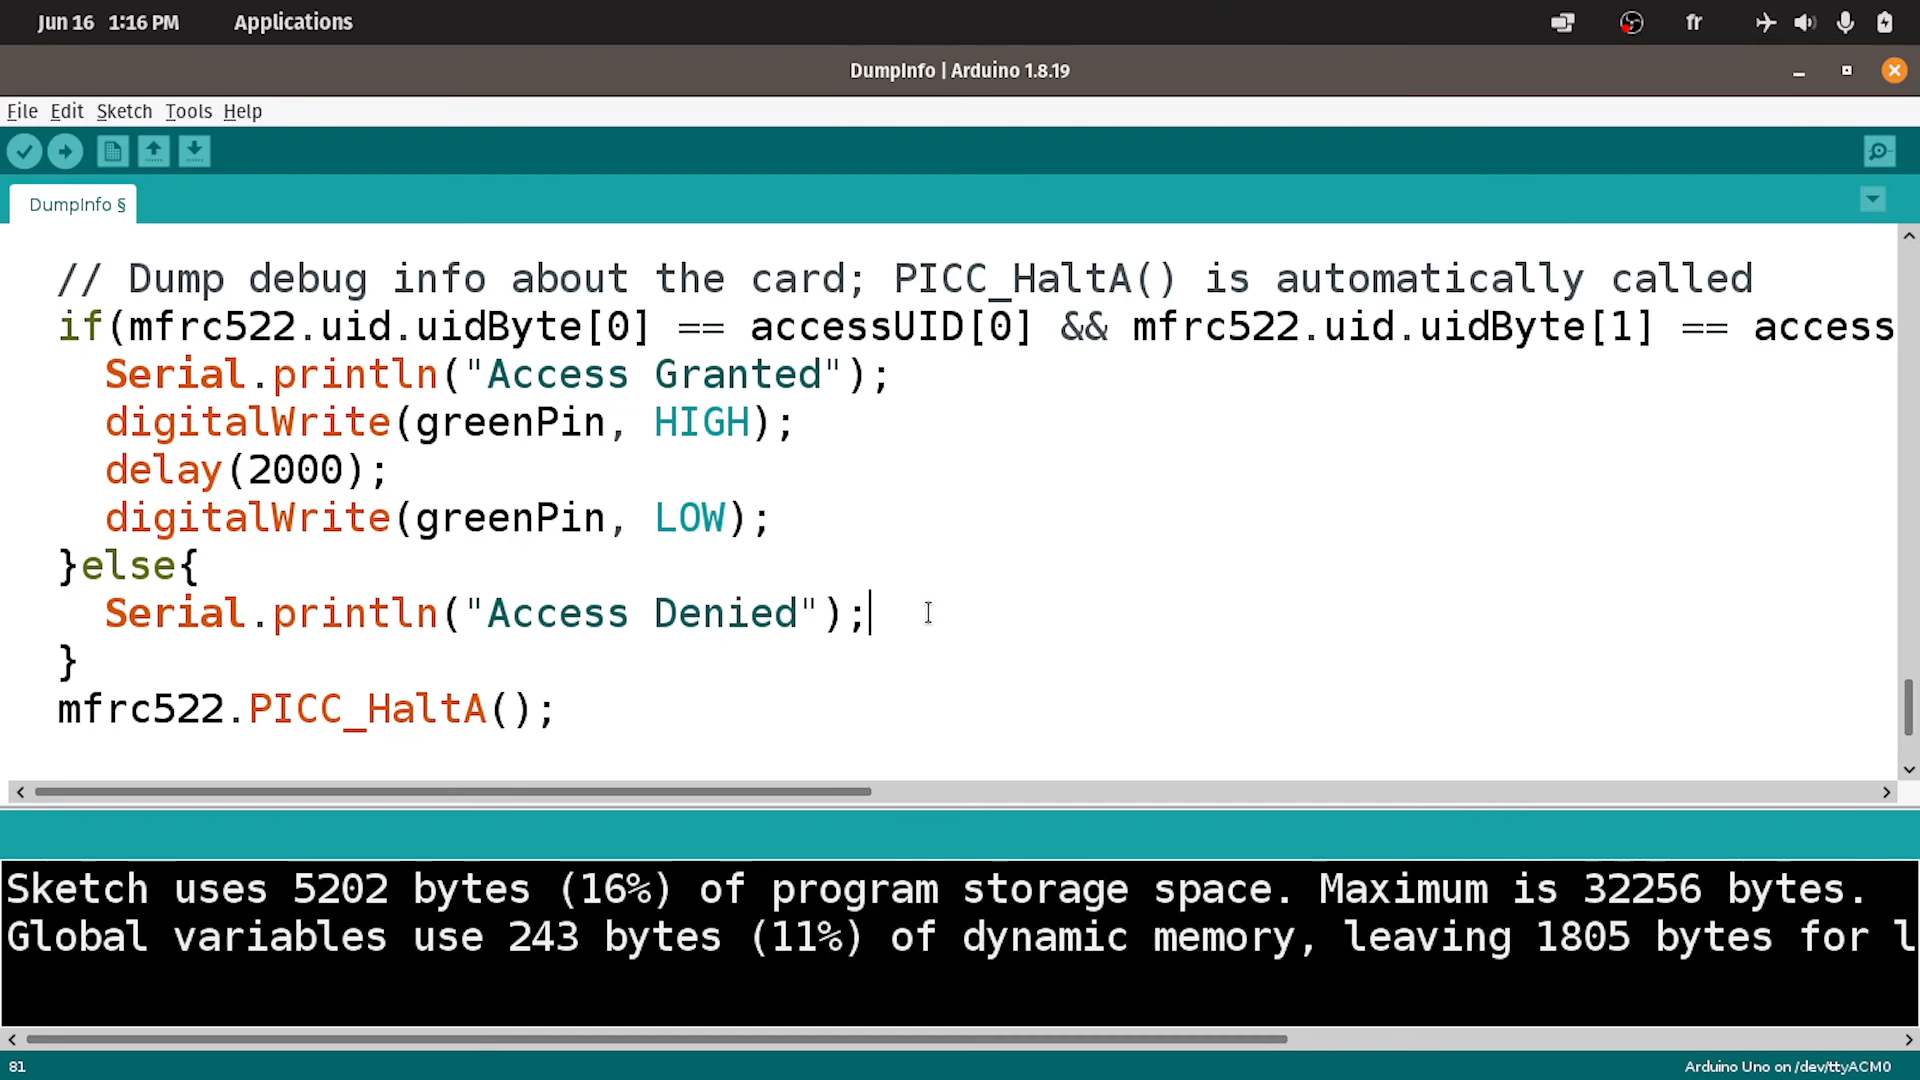 Jun 16 1:16 PM Applications fr
DumpInfo | Arduino 1.8.19
File Edit Sketch Tools Help
DumpInfo §
// Dump debug info about the card; PICC_HaltA() is automatically called
if(mfrc522.uid.uidByte[0] == accessUID[0] && mfrc522.uid.uidByte[1] == access
Serial.println("Access Granted");
digitalWrite(greenPin, HIGH);
delay(2000);
digitalWrite(greenPin, LOW);
}else{
Serial.println("Access Denied");
}
mfrc522.PICC_HaltA();
Sketch uses 5202 bytes (16%) of program storage space. Maximum is 32256 bytes.
Global variables use 243 bytes (11%) of dynamic memory, leaving 1805 bytes for l
81 Arduino Uno on /dev/ttyACM0